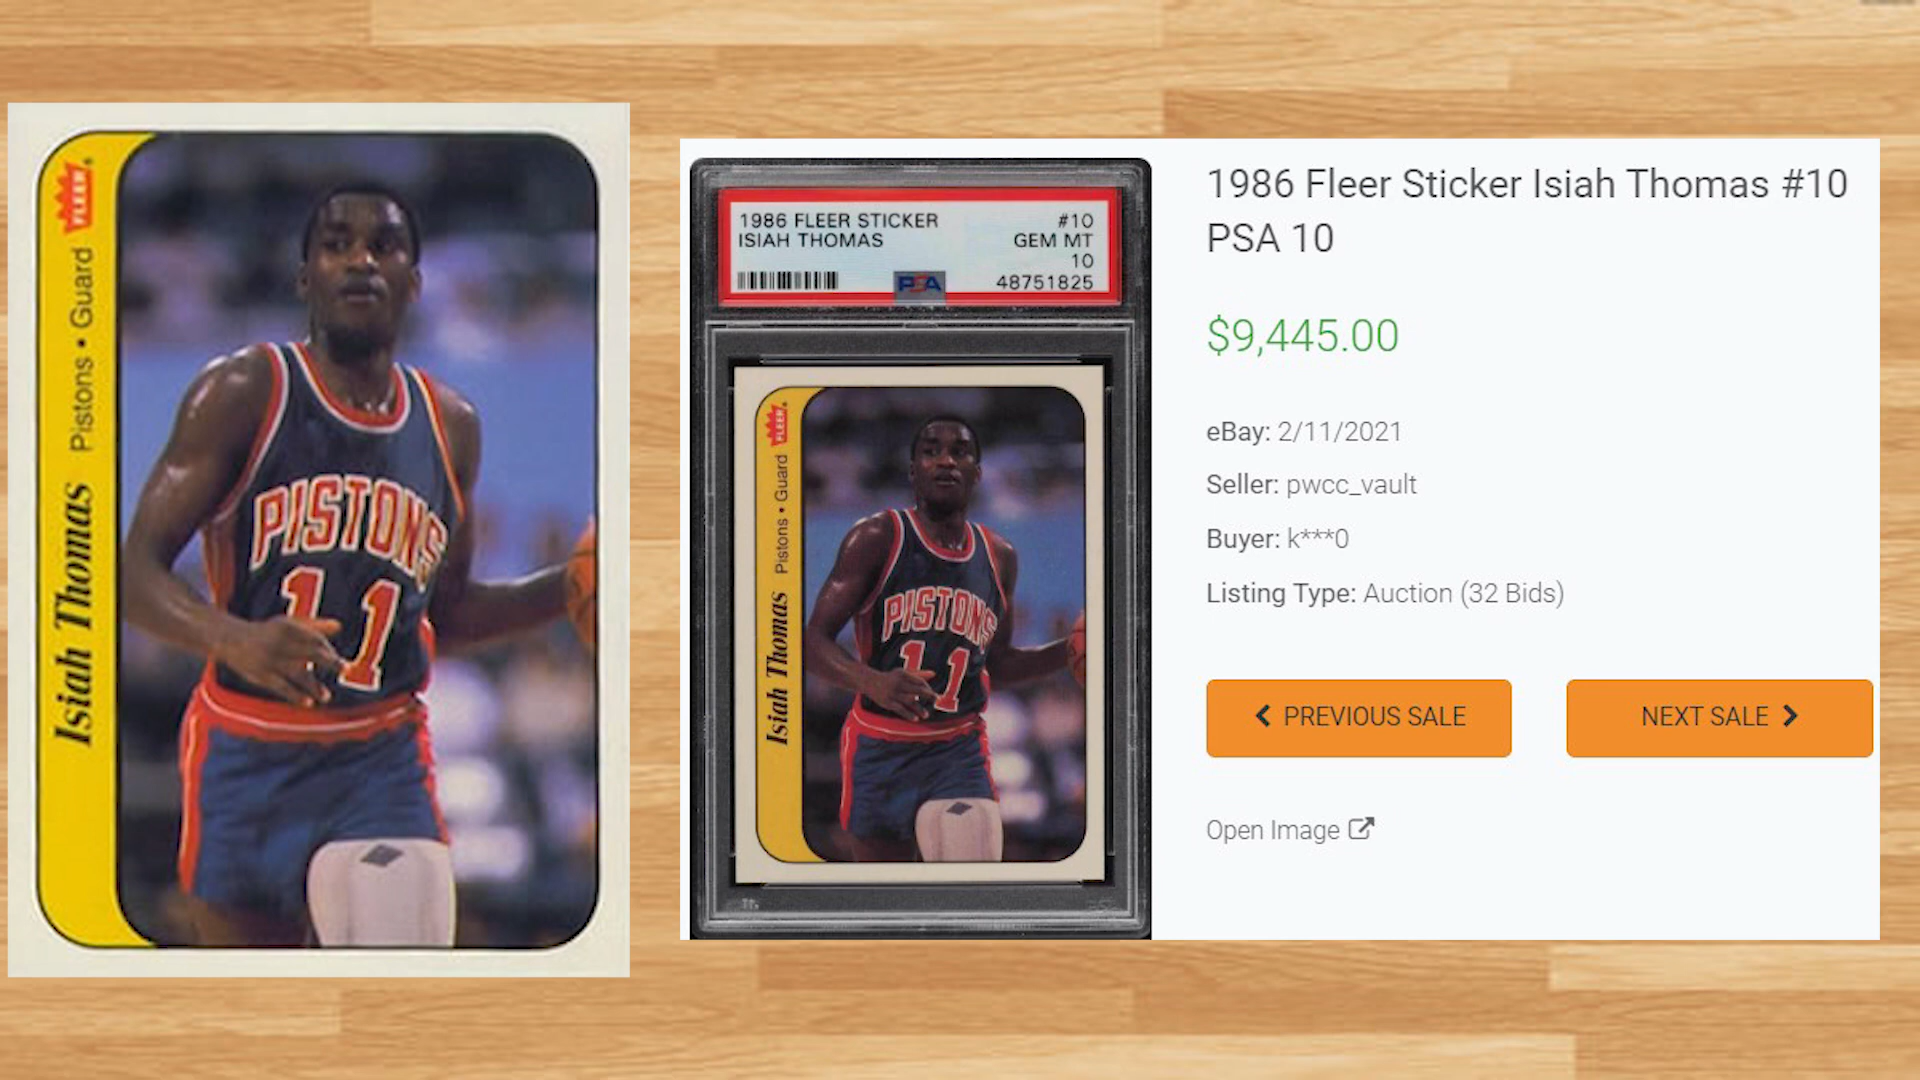 FLEER
Isiah Thomas Pistons • Guard
PISTONS
11
1986 FLEER STICKER #10
ISIAH THOMAS GEM MT
10
PSA 48751825
FLEER
Isiah Thomas Pistons • Guard
PISTONS
11
1986 Fleer Sticker Isiah Thomas #10
PSA 10
$9,445.00
eBay: 2/11/2021
Seller: pwcc_vault
Buyer: k***0
Listing Type: Auction (32 Bids)
PREVIOUS SALE
NEXT SALE
Open Image